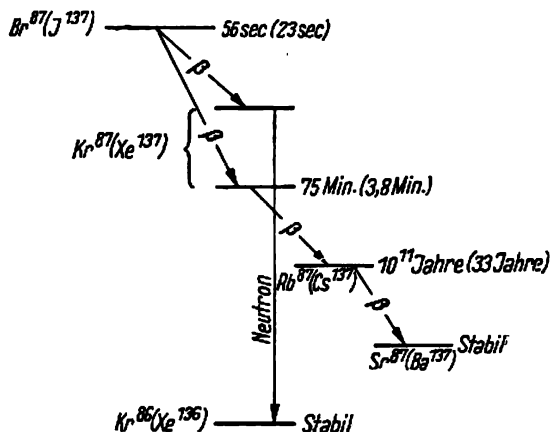 Br⁸⁷(J¹³⁷) 56 sec (23 sec)
β
β
Kr⁸⁷(Xe¹³⁷)
75 Min. (3,8 Min.)
β
10¹¹ Jahre (33 Jahre)
Rb⁸⁷(Cs¹³⁷)
β
Neutron
Stabil
Sr⁸⁷(Ba¹³⁷)
Kr⁸⁶(Xe¹³⁶) Stabil